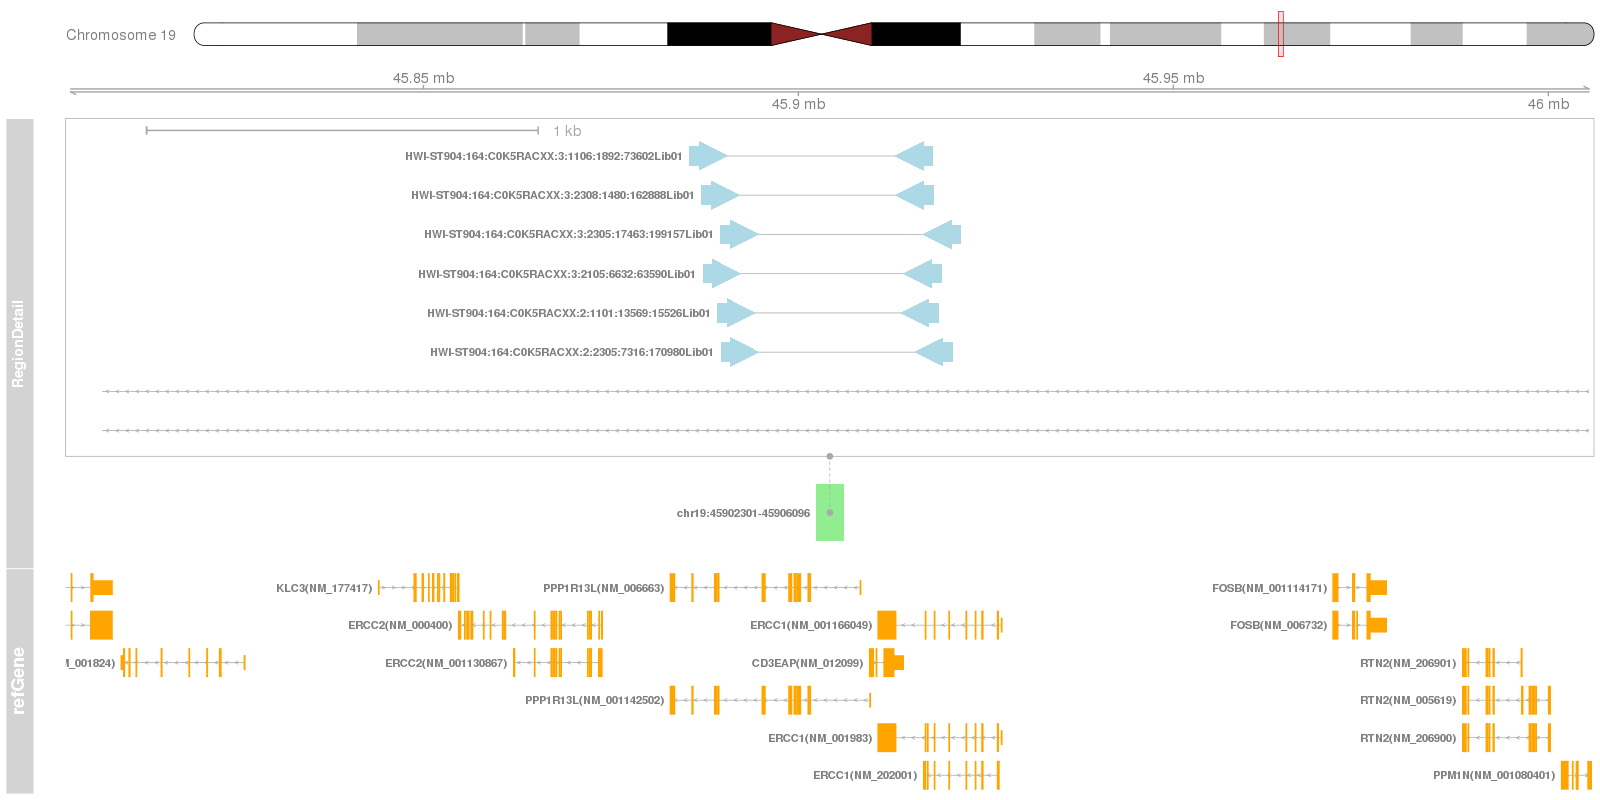 Chromosome 19
45.85 mb
45.95 mb
45.9 mb
46 mb
RegionDetail
1 kb
HWI-ST904:164:C0K5RACXX:3:1106:1892:73602Lib01
HWI-ST904:164:C0K5RACXX:3:2308:1480:162888Lib01
HWI-ST904:164:C0K5RACXX:3:2305:17463:199157Lib01
HWI-ST904:164:C0K5RACXX:3:2105:6632:63590Lib01
HWI-ST904:164:C0K5RACXX:2:1101:13569:15526Lib01
HWI-ST904:164:C0K5RACXX:2:2305:7316:170980Lib01
chr19:45902301-45906096
refGene
KLC3(NM_177417)
PPP1R13L(NM_006663)
FOSB(NM_001114171)
ERCC2(NM_000400)
ERCC1(NM_001166049)
FOSB(NM_006732)
_001824)
ERCC2(NM_001130867)
CD3EAP(NM_012099)
RTN2(NM_206901)
PPP1R13L(NM_001142502)
RTN2(NM_005619)
ERCC1(NM_001983)
RTN2(NM_206900)
ERCC1(NM_202001)
PPM1N(NM_001080401)